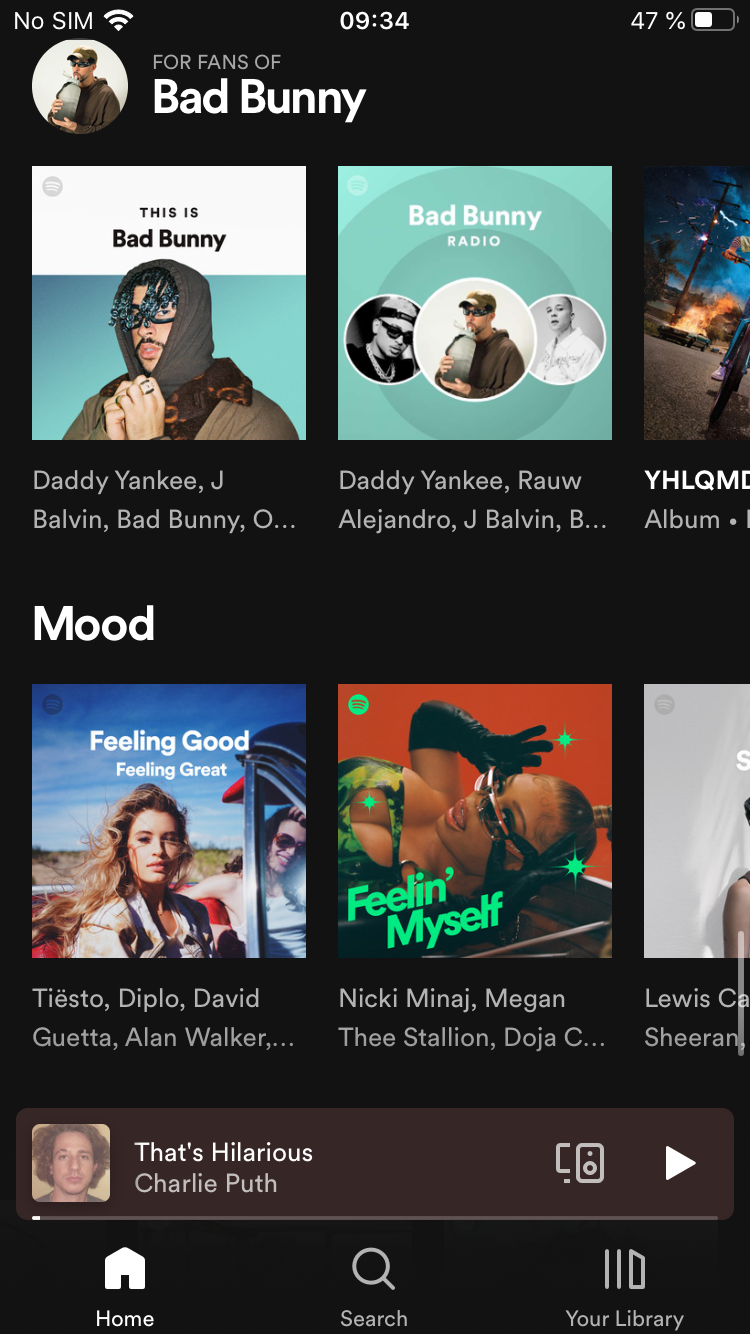 No SIM 09:34 47 %
FOR FANS OF
Bad Bunny
THIS IS
Bad Bunny
Bad Bunny
RADIO
Daddy Yankee, J
Balvin, Bad Bunny, O...
Daddy Yankee, Rauw
Alejandro, J Balvin, B...
YHLQMD
Album •
Mood
Feeling Good
Feeling Great
Feelin'
Myself
S
Tiësto, Diplo, David
Guetta, Alan Walker,...
Nicki Minaj, Megan
Thee Stallion, Doja C...
Lewis Ca
Sheeran,
That's Hilarious
Charlie Puth
Home
Search
Your Library